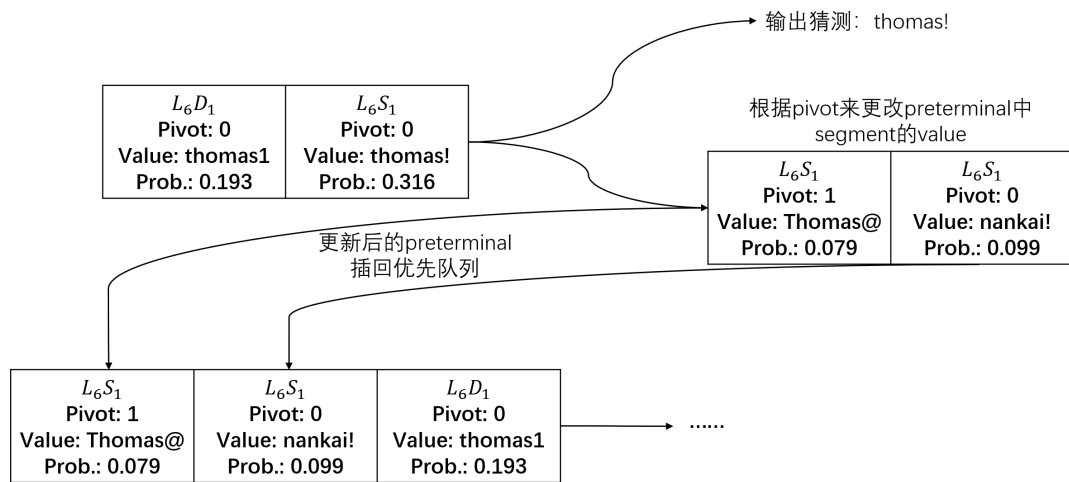 输出猜测：thomas!
L₆D₁
Pivot: 0
Value: thomas1
Prob.: 0.193
L₆S₁
Pivot: 0
Value: thomas!
Prob.: 0.316
根据pivot来更改preterminal中
segment的value
L₆S₁
Pivot: 1
Value: Thomas@
Prob.: 0.079
L₆S₁
Pivot: 0
Value: nankai!
Prob.: 0.099
更新后的preterminal
插回优先队列
L₆S₁
Pivot: 1
Value: Thomas@
Prob.: 0.079
L₆S₁
Pivot: 0
Value: nankai!
Prob.: 0.099
L₆D₁
Pivot: 0
Value: thomas1
Prob.: 0.193
······